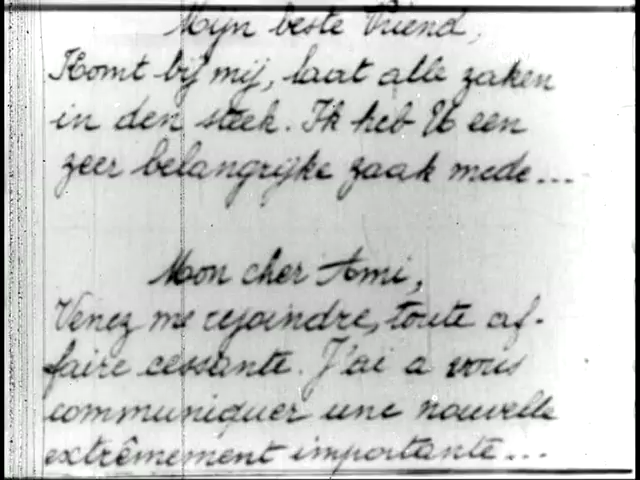 Mijn beste Vriend,
Komt bij mij, laat alle zaken
in den steek. Ik heb U een
zeer belangrijke zaak mede...
Mon cher Ami,
Venez me rejoindre, toute af-
faire cessante. J'ai a vous
communiquer une nouvelle
extrêmement importante...